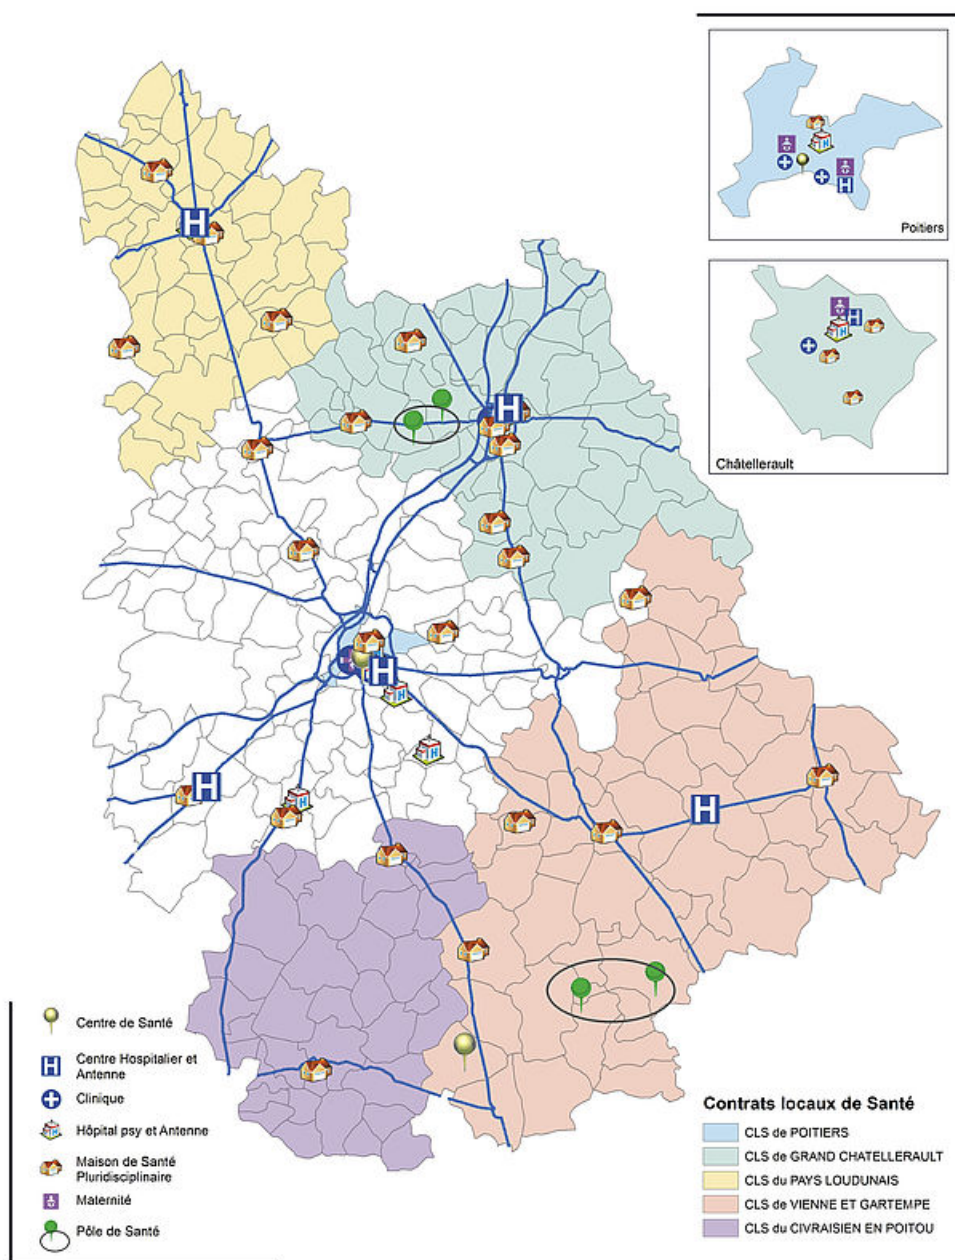 Poitiers
Châtellerault
Centre de Santé
Centre Hospitalier et
Antenne
Clinique
Hôpital psy et Antenne
Maison de Santé
Pluridisciplinaire
Maternité
Pôle de Santé
Contrats locaux de Santé
CLS de POITIERS
CLS de GRAND CHATELLERAULT
CLS du PAYS LOUDUNAIS
CLS de VIENNE ET GARTEMPE
CLS du CIVRAISIEN EN POITOU